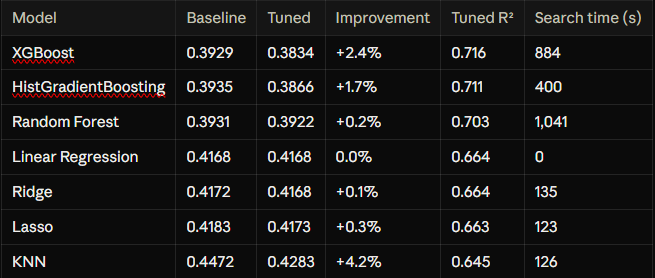 Model Baseline Tuned Improvement Tuned R² Search time (s)
XGBoost 0.3929 0.3834 +2.4% 0.716 884
HistGradientBoosting 0.3935 0.3866 +1.7% 0.711 400
Random Forest 0.3931 0.3922 +0.2% 0.703 1,041
Linear Regression 0.4168 0.4168 0.0% 0.664 0
Ridge 0.4172 0.4168 +0.1% 0.664 135
Lasso 0.4183 0.4173 +0.3% 0.663 123
KNN 0.4472 0.4283 +4.2% 0.645 126